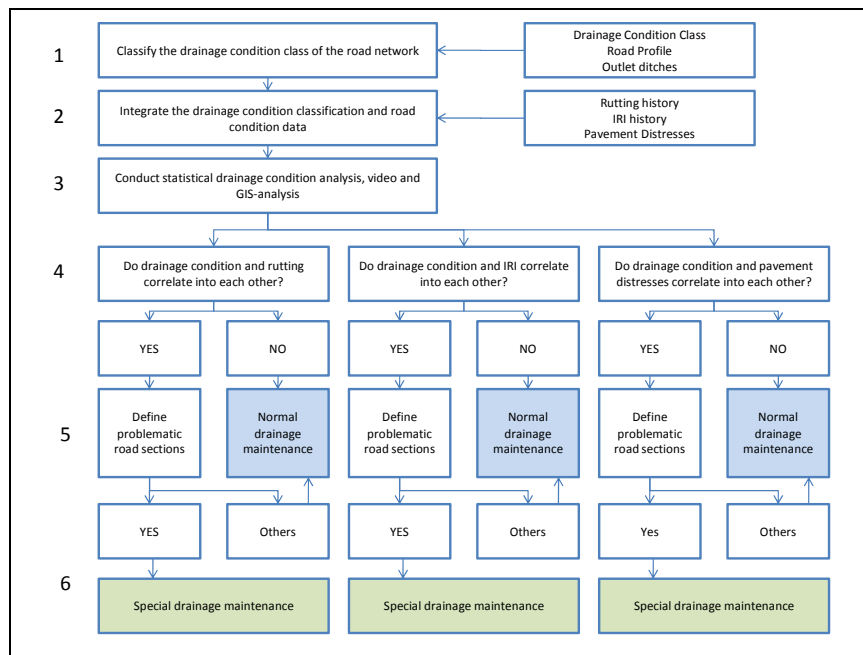 1
Classify the drainage condition class of the road network
Drainage Condition Class
Road Profile
Outlet ditches
2
Integrate the drainage condition classification and road
condition data
Rutting history
IRI history
Pavement Distresses
3
Conduct statistical drainage condition analysis, video and
GIS-analysis
4
Do drainage condition and rutting
correlate into each other?
Do drainage condition and IRI correlate
into each other?
Do drainage condition and pavement
distresses correlate into each other?
YES
NO
YES
NO
YES
NO
5
Define
problematic
road sections
Normal
drainage
maintenance
Define
problematic
road sections
Normal
drainage
maintenance
Define
problematic
road sections
Normal
drainage
maintenance
YES
Others
YES
Others
Yes
Others
6
Special drainage maintenance
Special drainage maintenance
Special drainage maintenance